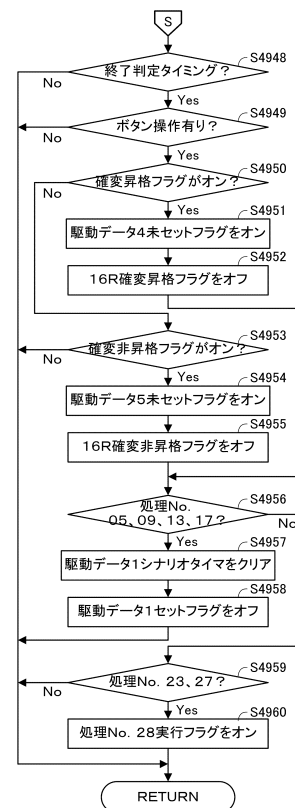 S
S4948
終了判定タイミング？
No
Yes
S4949
ボタン操作有り？
No
Yes
S4950
確変昇格フラグがオン？
No
Yes
S4951
駆動データ4未セットフラグをオン
S4952
16R確変昇格フラグをオフ
S4953
確変非昇格フラグがオン？
No
Yes
S4954
駆動データ5未セットフラグをオン
S4955
16R確変非昇格フラグをオフ
S4956
処理No.
05、09、13、17？
No
Yes
S4957
駆動データ1シナリオタイマをクリア
S4958
駆動データ1セットフラグをオフ
S4959
処理No. 23、27？
No
Yes
S4960
処理No. 28実行フラグをオン
RETURN